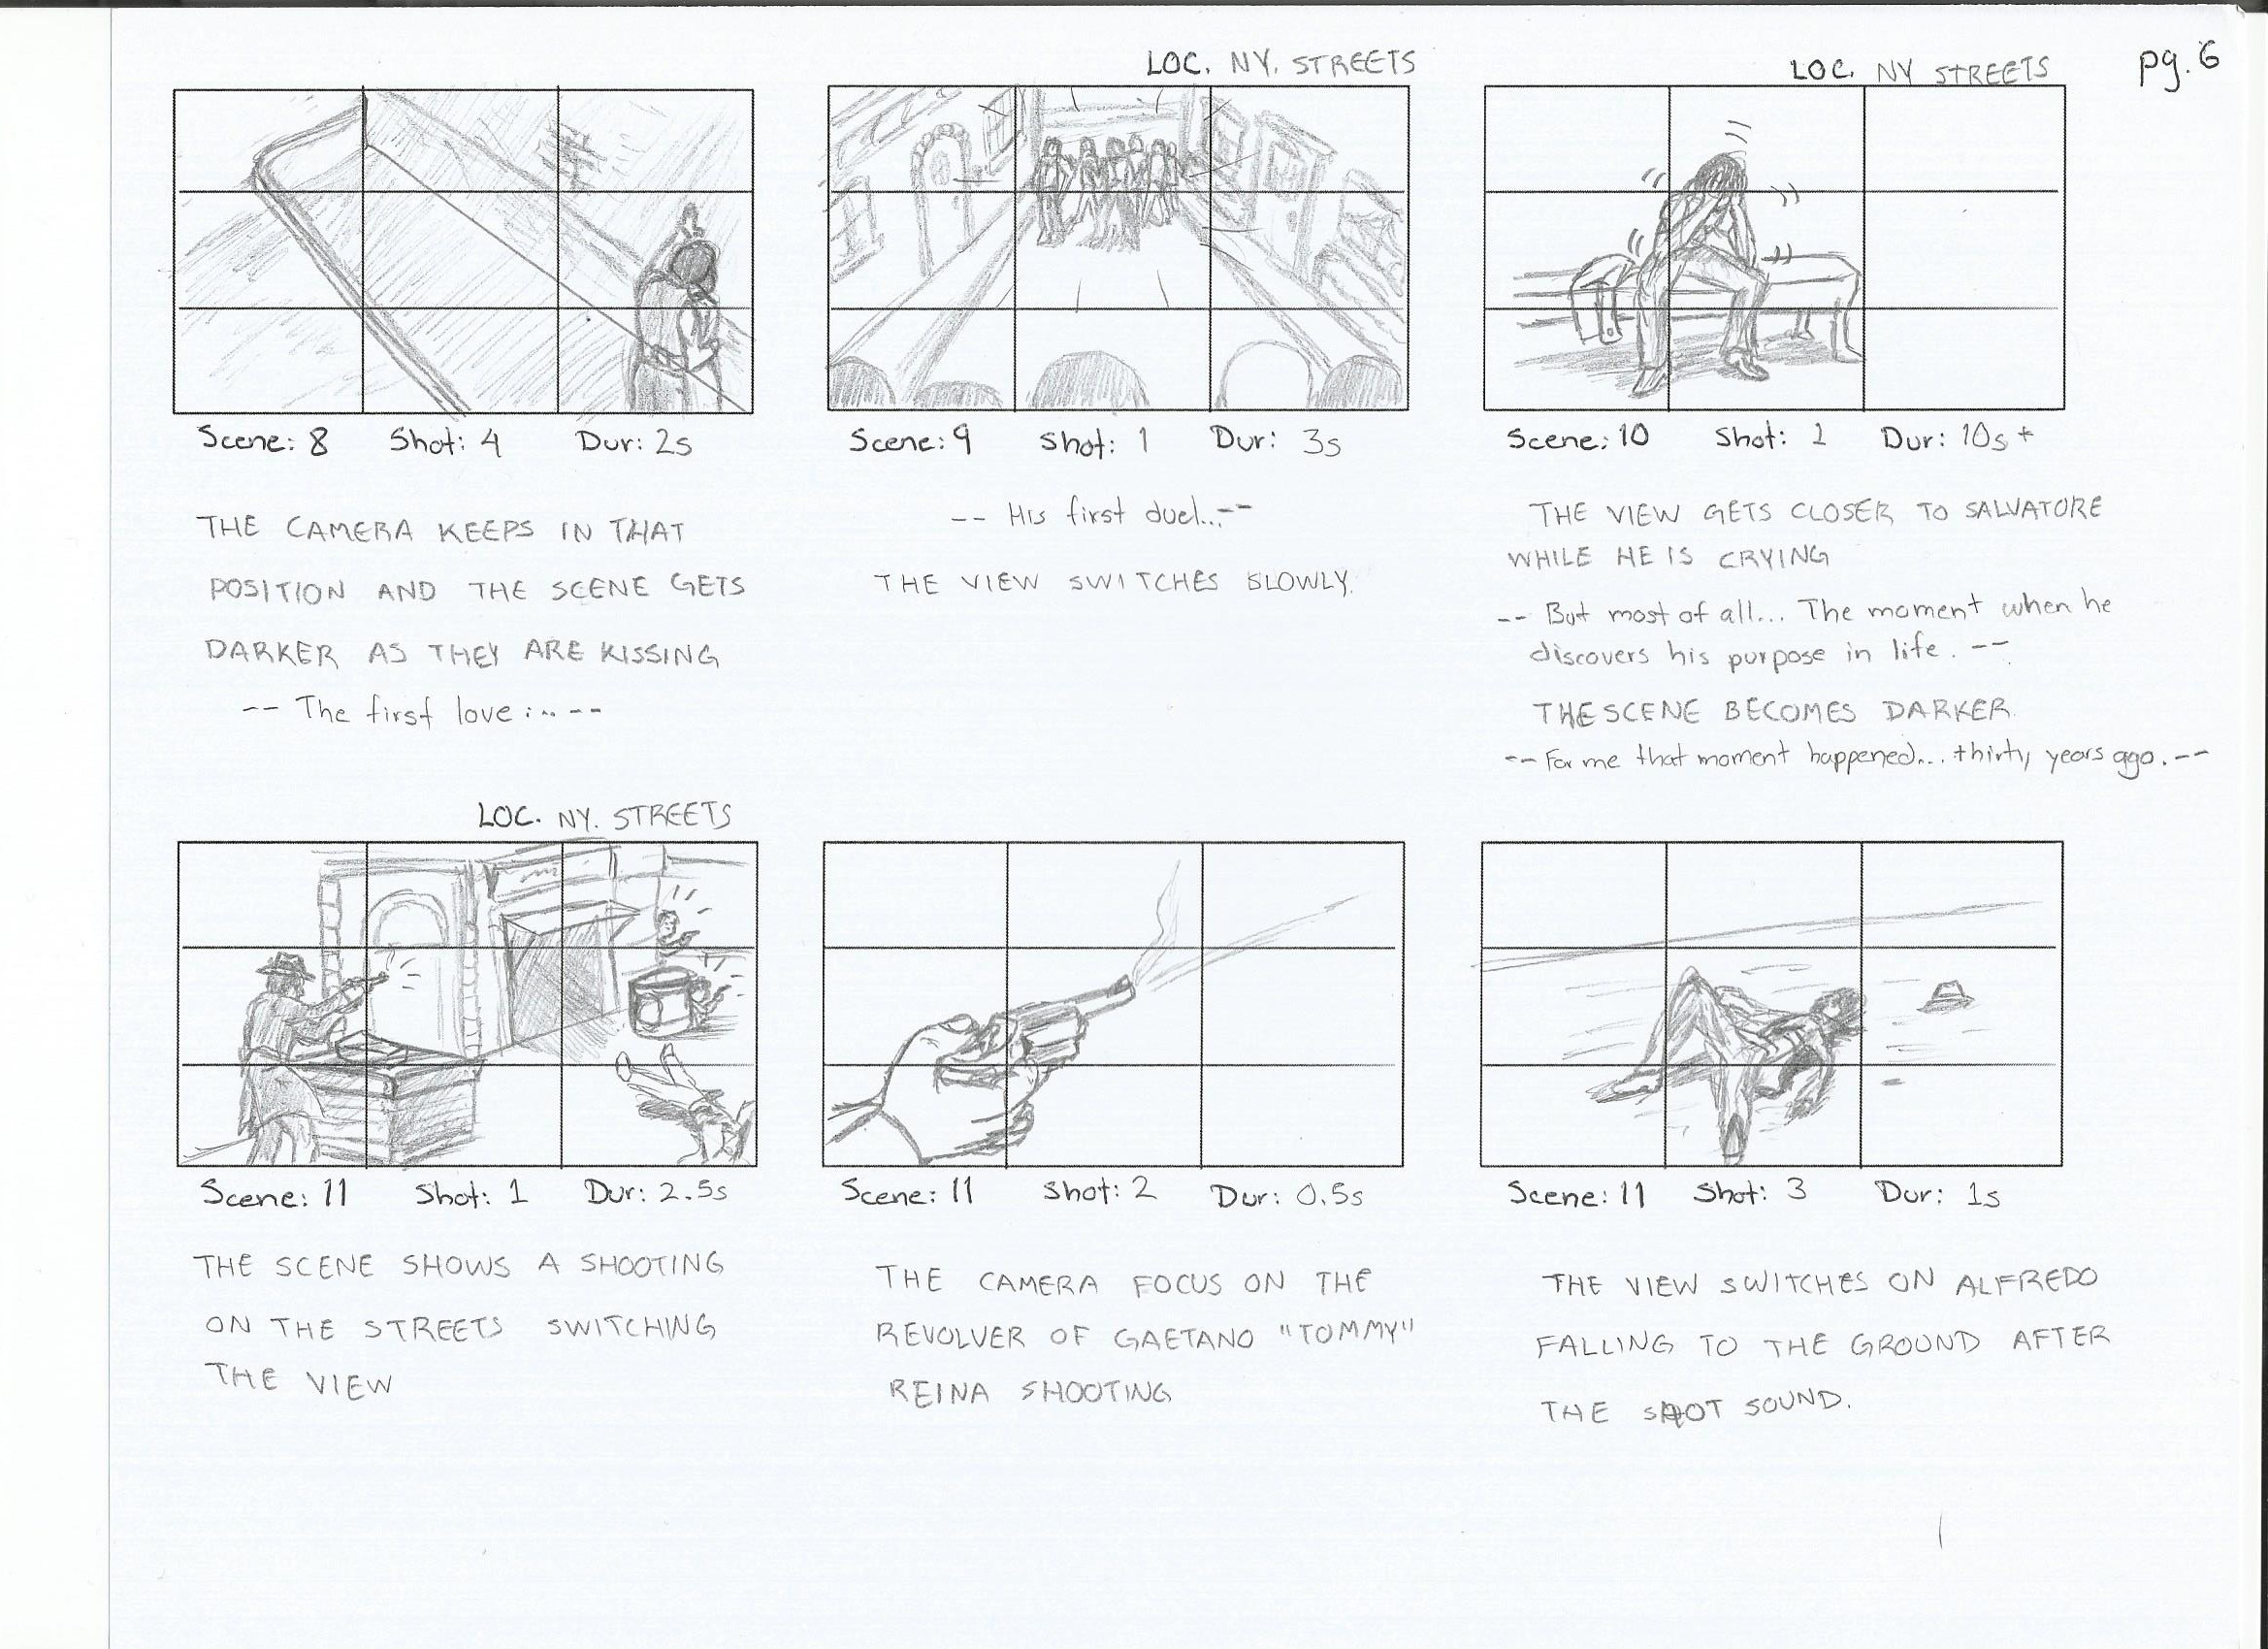 pg. 6
LOC. NY. STREETS
LOC. NY STREETS
Scene: 8 Shot: 4 Dur: 2s
THE CAMERA KEEPS IN THAT
POSITION AND THE SCENE GETS
DARKER AS THEY ARE KISSING
-- The first love... --
Scene: 9 Shot: 1 Dur: 3s
-- His first duel...--
THE VIEW SWITCHES SLOWLY.
Scene: 10 Shot: 1 Dur: 10s +
THE VIEW GETS CLOSER TO SALVATORE
WHILE HE IS CRYING
-- But most of all... The moment when he
discovers his purpose in life. --
THE SCENE BECOMES DARKER.
-- For me that moment happened... thirty years ago. --
LOC. NY. STREETS
Scene: 11 Shot: 1 Dur: 2.5s
THE SCENE SHOWS A SHOOTING
ON THE STREETS SWITCHING
THE VIEW
Scene: 11 Shot: 2 Dur: 0.5s
THE CAMERA FOCUS ON THE
REVOLVER OF GAETANO "TOMMY"
REINA SHOOTING
Scene: 11 Shot: 3 Dur: 1s
THE VIEW SWITCHES ON ALFREDO
FALLING TO THE GROUND AFTER
THE SHOT SOUND.